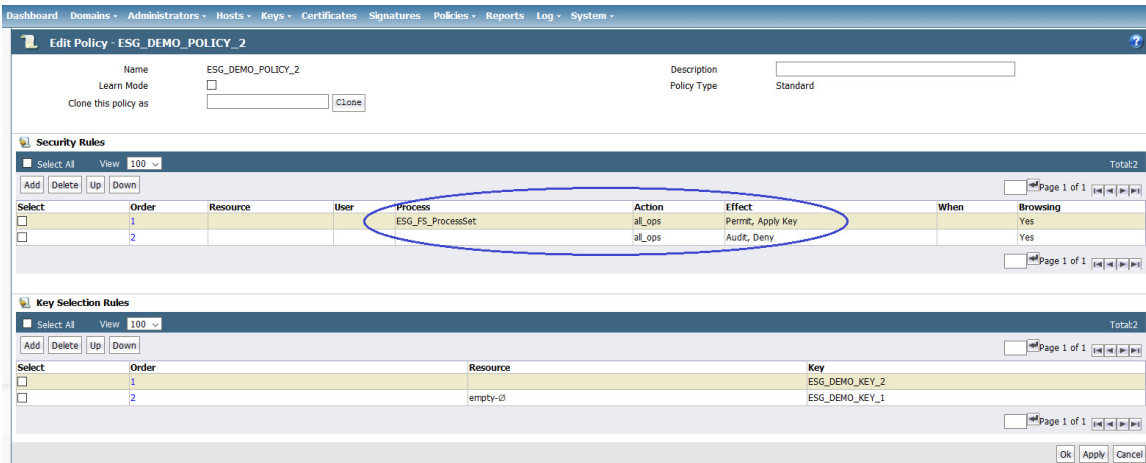 Dashboard Domains Administrators Hosts Keys Certificates Signatures Policies Reports Log System
Edit Policy - ESG_DEMO_POLICY_2 ?
Name ESG_DEMO_POLICY_2 Description
Learn Mode Policy Type Standard
Clone this policy as Clone
Security Rules
Select All View 100 Total:2
Add Delete Up Down Page 1 of 1
Select Order Resource User Process Action Effect When Browsing
1 ESG_FS_ProcessSet all_ops Permit, Apply Key Yes
2 all_ops Audit, Deny Yes
Page 1 of 1
Key Selection Rules
Select All View 100 Total:2
Add Delete Up Down Page 1 of 1
Select Order Resource Key
1 ESG_DEMO_KEY_2
2 empty-∅ ESG_DEMO_KEY_1
Page 1 of 1
Ok Apply Cancel